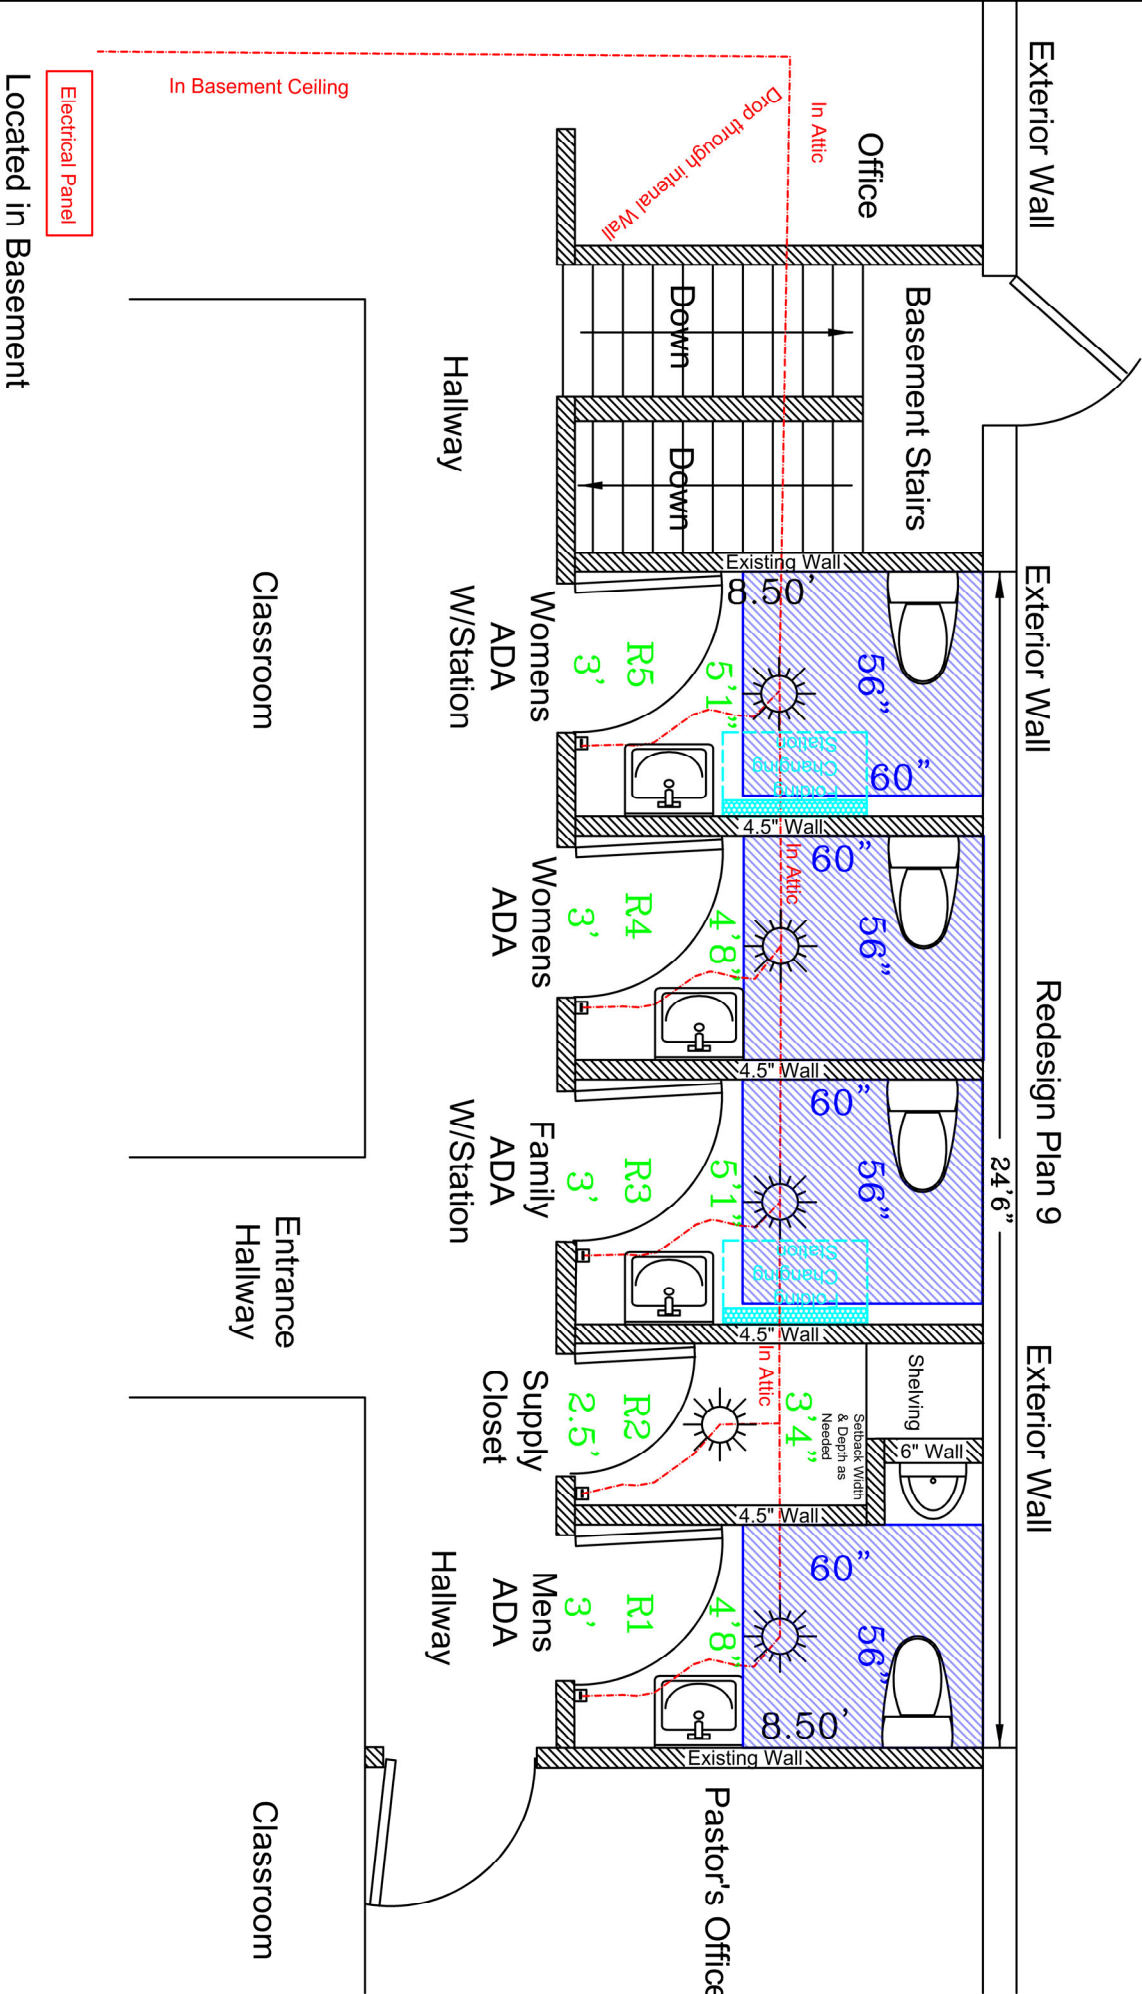 Redesign Plan 9
Exterior Wall
Exterior Wall
Exterior Wall
24'6"
Office
In Attic
Drop through intenal Wall
In Basement Ceiling
Electrical Panel
Located in Basement
Basement Stairs
Down
Down
Hallway
Existing Wall
8.50'
56"
60"
5'1"
Folding
Changing
Station
R5
3'
Womens
ADA
W/Station
4.5" Wall
In Attic
60"
56"
4'8"
R4
3'
Womens
ADA
4.5" Wall
60"
56"
5'1"
Folding
Changing
Station
R3
3'
Family
ADA
W/Station
4.5" Wall
In Attic
Shelving
Setback Width
& Depth as
Needed
3'4"
R2
2.5'
Supply
Closet
6" Wall
4.5" Wall
60"
56"
4'8"
R1
3'
8.50'
Mens
ADA
Hallway
Existing Wall
Pastor's Office
Classroom
Entrance
Hallway
Classroom